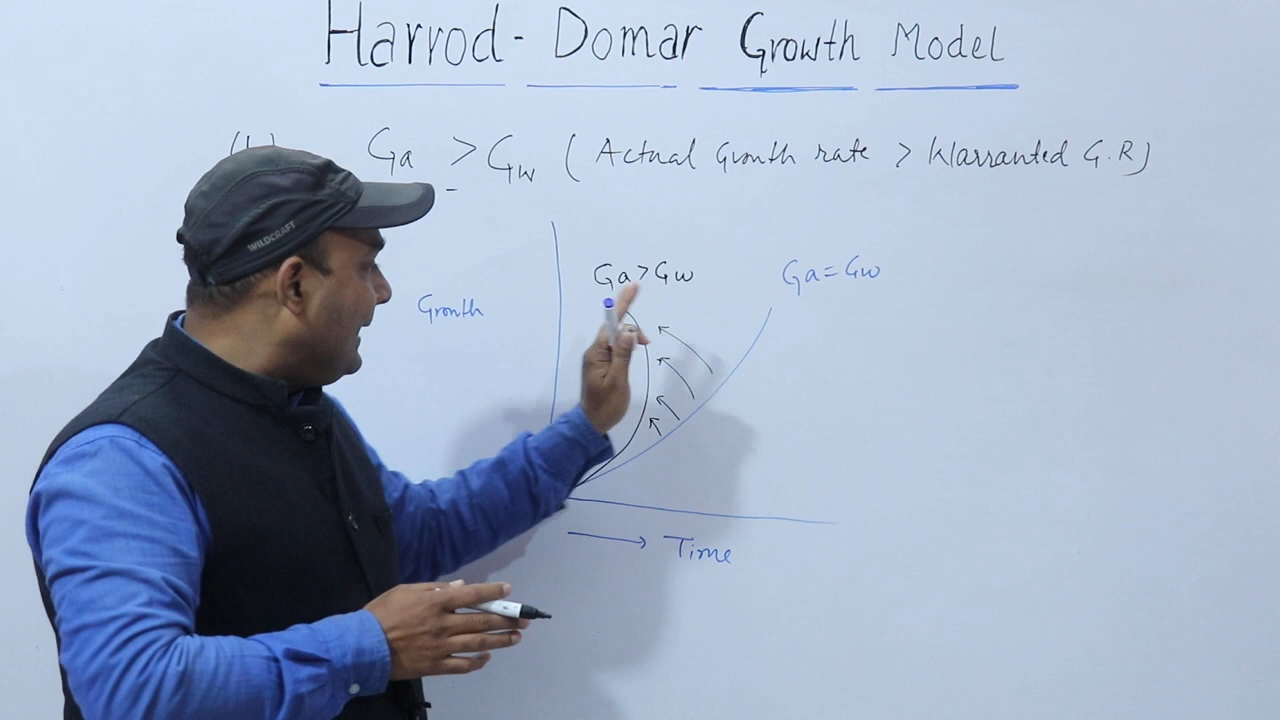 Harrod - Domar Growth Model
Ga > Gw ( Actual Growth rate > Warranted G.R )
WILDCRAFT
Ga > Gw
Ga = Gw
Growth
Time